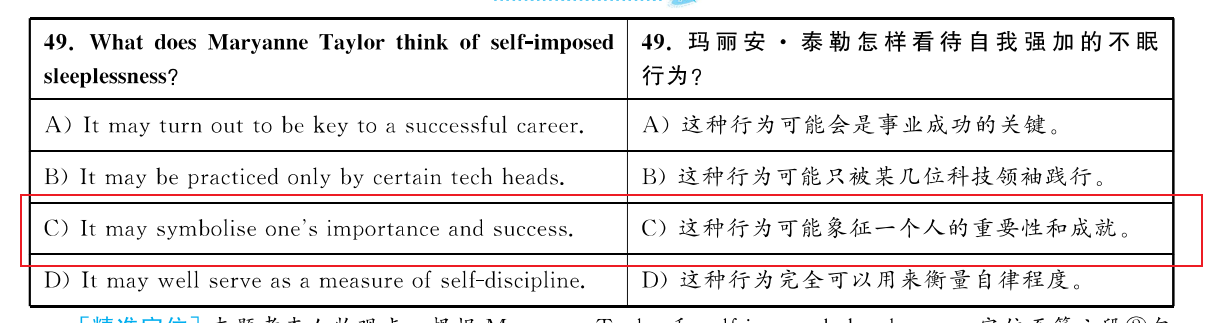 49. What does Maryanne Taylor think of self-imposed
sleeplessness?
49. 玛丽安·泰勒怎样看待自我强加的不眠
行为?
A) It may turn out to be key to a successful career.
A) 这种行为可能会是事业成功的关键。
B) It may be practiced only by certain tech heads.
B) 这种行为可能只被某几位科技领袖践行。
C) It may symbolise one's importance and success.
C) 这种行为可能象征一个人的重要性和成就。
D) It may well serve as a measure of self-discipline.
D) 这种行为完全可以用来衡量自律程度。